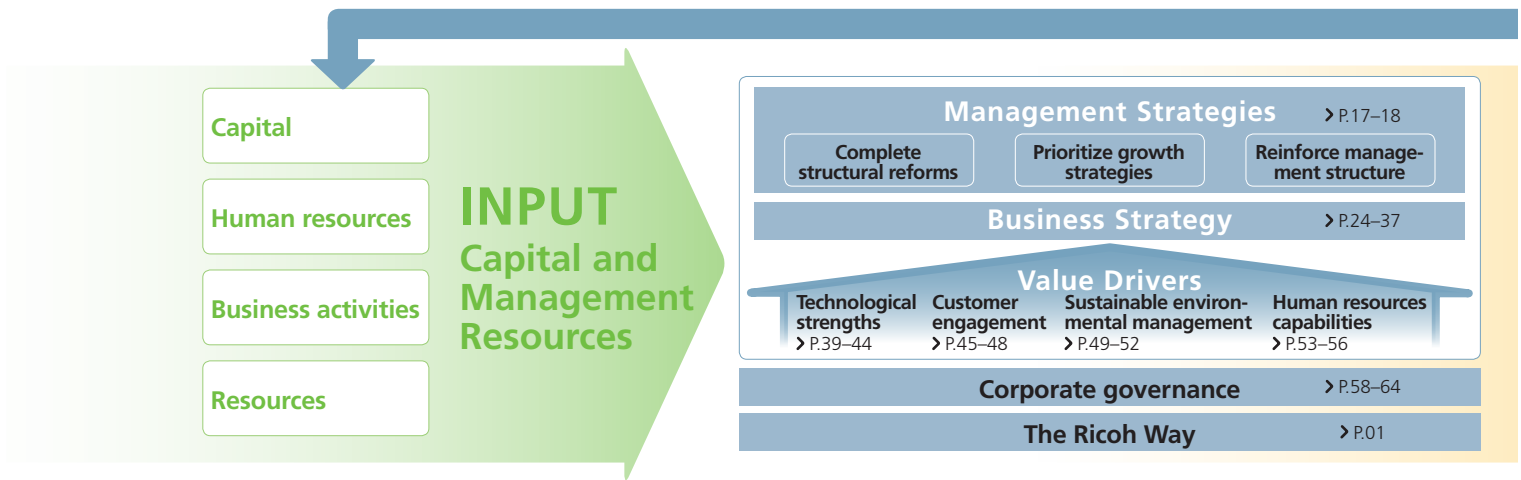 Capital
Human resources
Business activities
Resources
INPUT
Capital and
Management
Resources
Management Strategies > P.17–18
Complete
structural reforms
Prioritize growth
strategies
Reinforce manage-
ment structure
Business Strategy > P.24–37
Value Drivers
Technological
strengths
> P.39–44
Customer
engagement
> P.45–48
Sustainable environ-
mental management
> P.49–52
Human resources
capabilities
> P.53–56
Corporate governance > P.58–64
The Ricoh Way > P.01